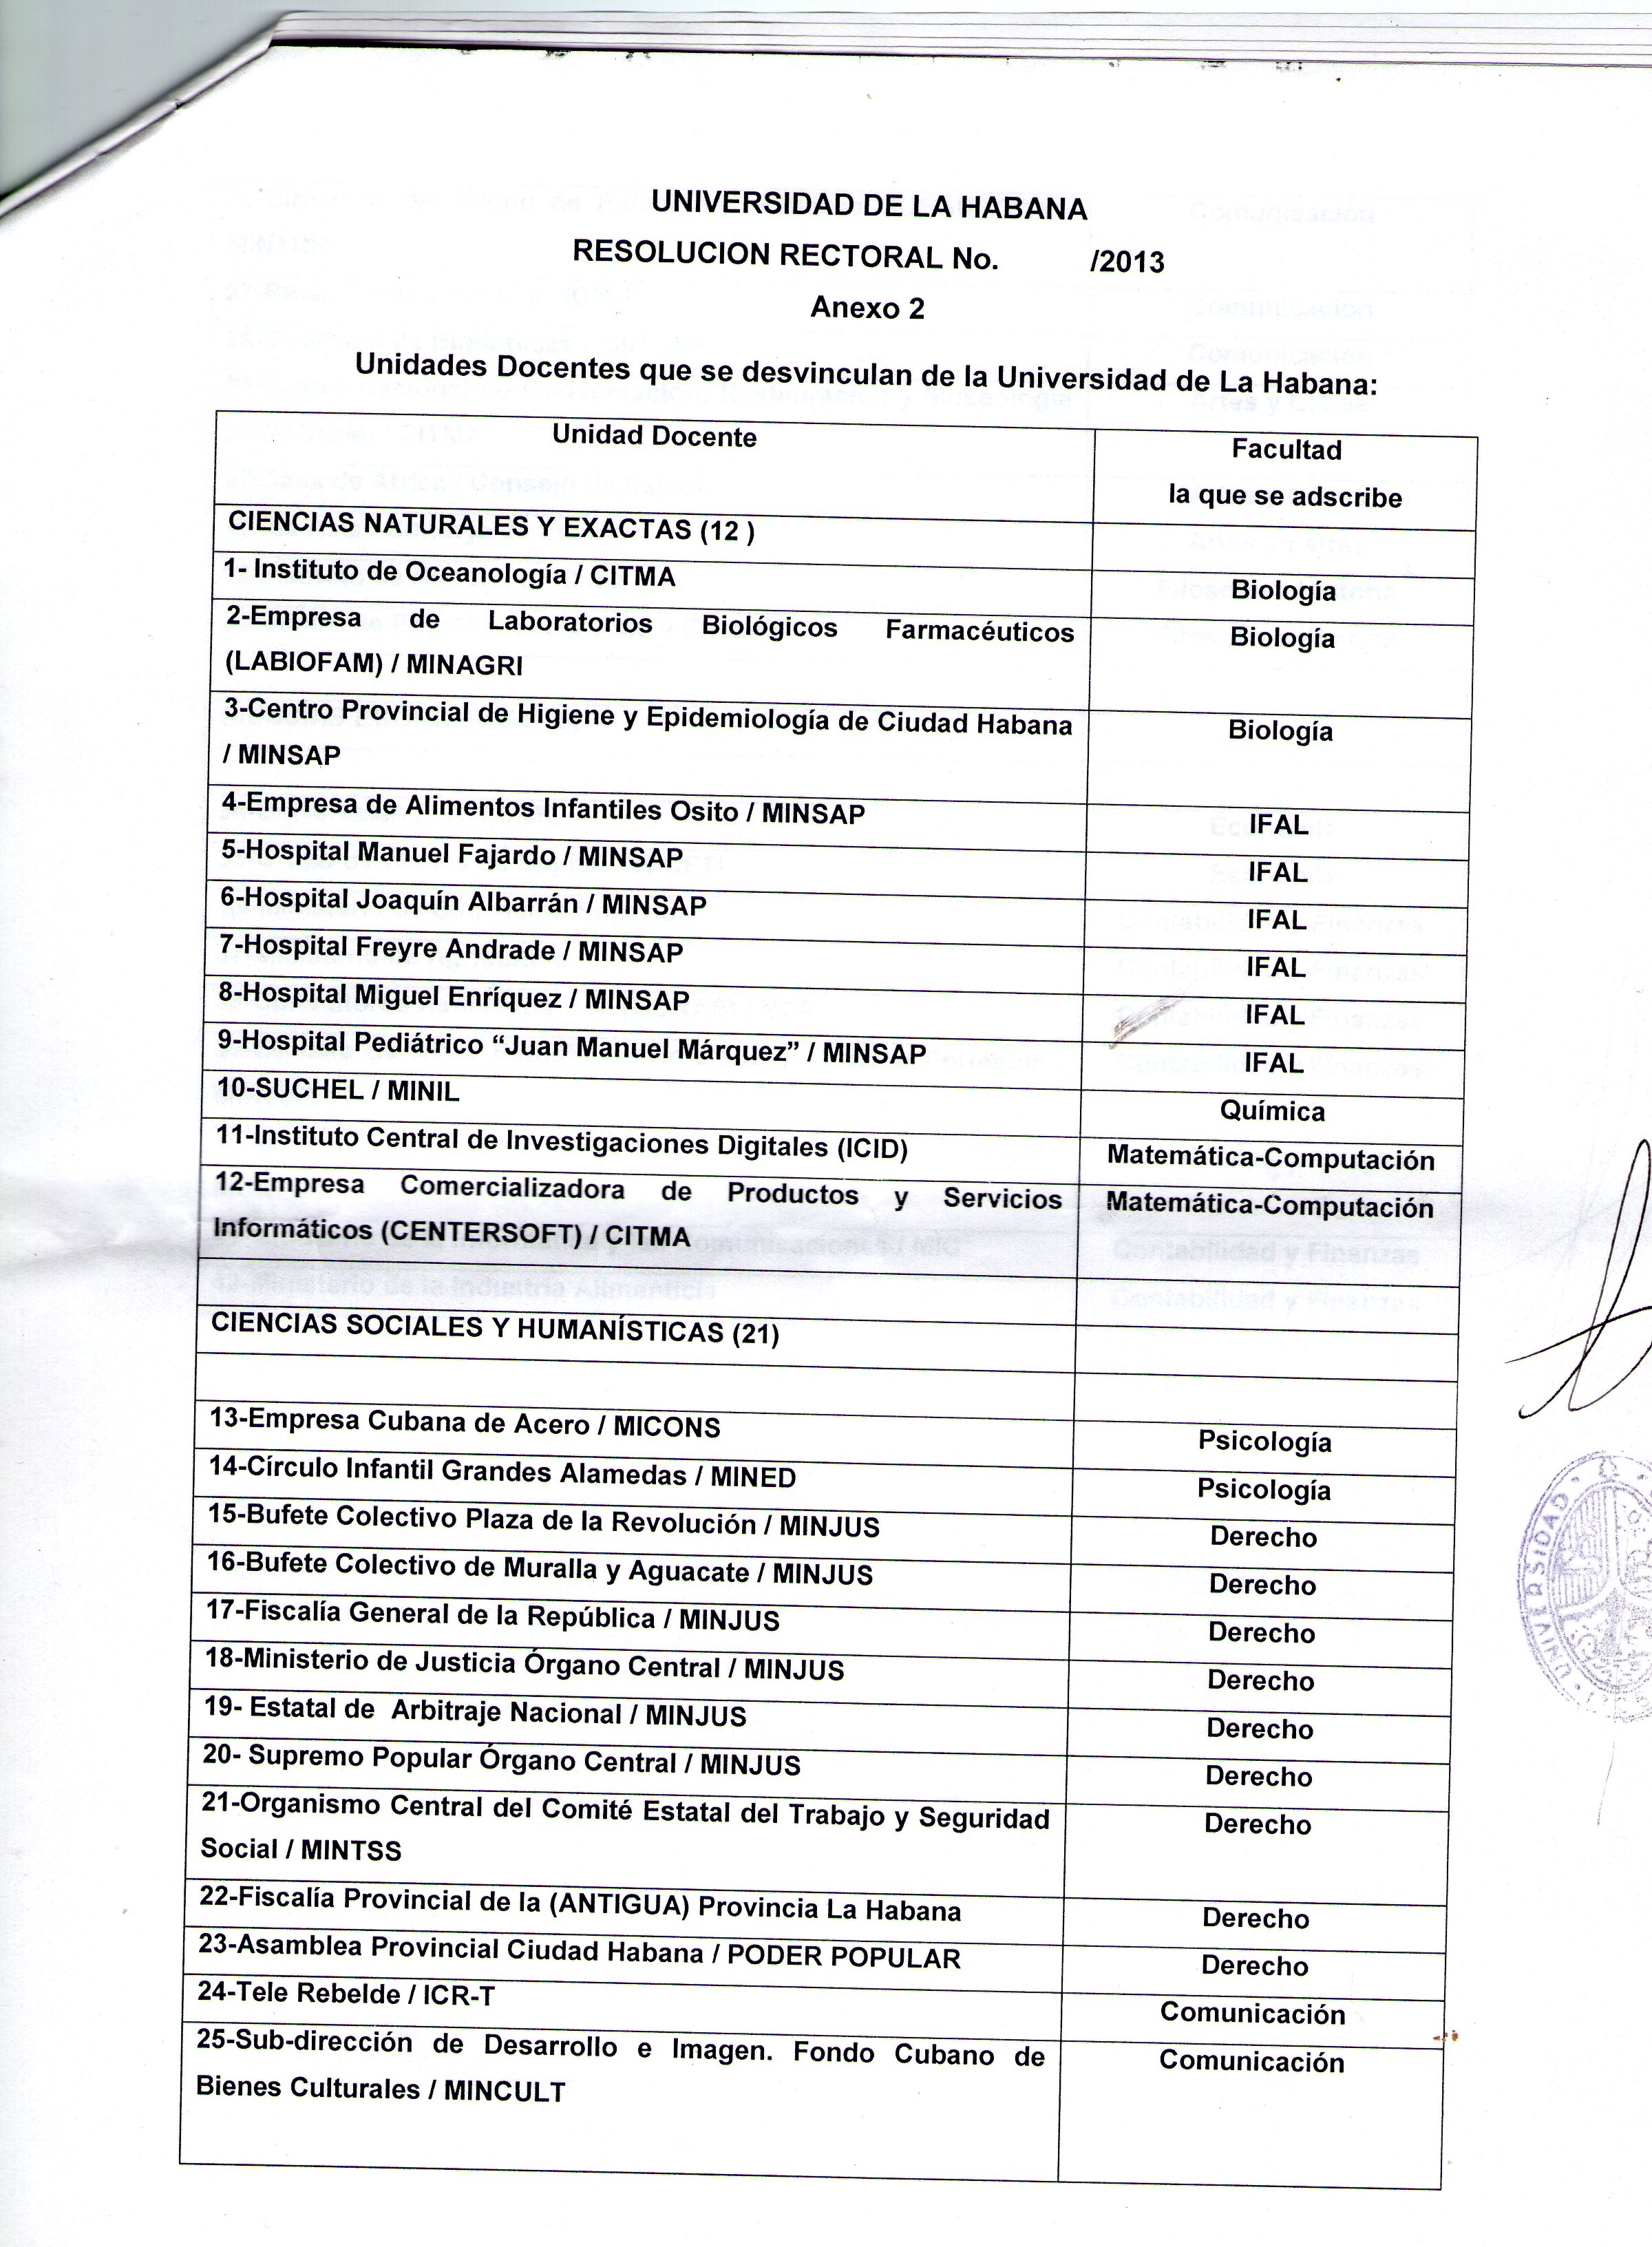 UNIVERSIDAD DE LA HABANA
RESOLUCION RECTORAL No. /2013
Anexo 2
Unidades Docentes que se desvinculan de la Universidad de La Habana:
Unidad Docente
Facultad
la que se adscribe
CIENCIAS NATURALES Y EXACTAS (12 )
1- Instituto de Oceanología / CITMA
Biología
2-Empresa de Laboratorios Biológicos Farmacéuticos
Biología
(LABIOFAM) / MINAGRI
3-Centro Provincial de Higiene y Epidemiología de Ciudad Habana
Biología
/ MINSAP
4-Empresa de Alimentos Infantiles Osito / MINSAP
IFAL
5-Hospital Manuel Fajardo / MINSAP
IFAL
6-Hospital Joaquín Albarrán / MINSAP
IFAL
7-Hospital Freyre Andrade / MINSAP
IFAL
8-Hospital Miguel Enríquez / MINSAP
IFAL
9-Hospital Pediátrico “Juan Manuel Márquez” / MINSAP
IFAL
10-SUCHEL / MINIL
Química
11-Instituto Central de Investigaciones Digitales (ICID)
Matemática-Computación
12-Empresa Comercializadora de Productos y Servicios
Matemática-Computación
Informáticos (CENTERSOFT) / CITMA
CIENCIAS SOCIALES Y HUMANÍSTICAS (21)
13-Empresa Cubana de Acero / MICONS
Psicología
14-Círculo Infantil Grandes Alamedas / MINED
Psicología
15-Bufete Colectivo Plaza de la Revolución / MINJUS
Derecho
16-Bufete Colectivo de Muralla y Aguacate / MINJUS
Derecho
17-Fiscalía General de la República / MINJUS
Derecho
18-Ministerio de Justicia Órgano Central / MINJUS
Derecho
19- Estatal de Arbitraje Nacional / MINJUS
Derecho
20- Supremo Popular Órgano Central / MINJUS
Derecho
21-Organismo Central del Comité Estatal del Trabajo y Seguridad
Derecho
Social / MINTSS
22-Fiscalía Provincial de la (ANTIGUA) Provincia La Habana
Derecho
23-Asamblea Provincial Ciudad Habana / PODER POPULAR
Derecho
24-Tele Rebelde / ICR-T
Comunicación
25-Sub-dirección de Desarrollo e Imagen. Fondo Cubano de
Comunicación
Bienes Culturales / MINCULT
UNIVERSIDAD